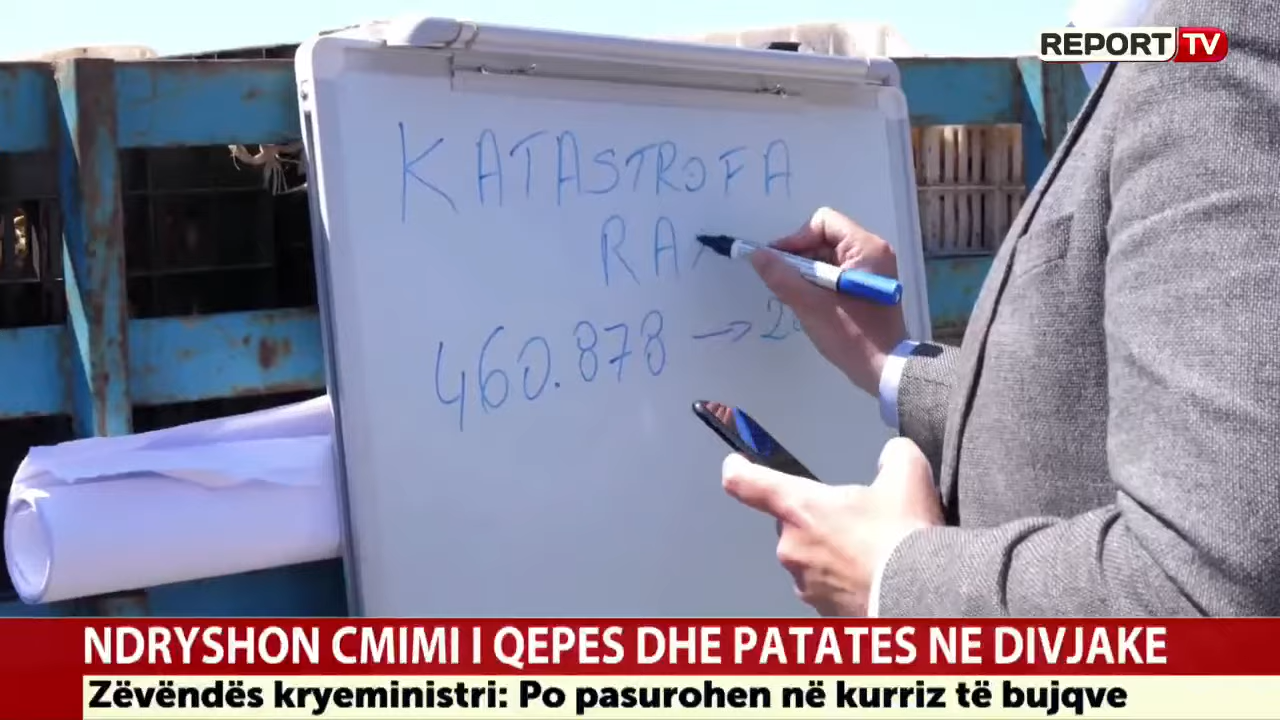 REPORT TV
KATASTROFA
RA
460.878 →
NDRYSHON CMIMI I QEPES DHE PATATES NE DIVJAKE
Zëvëndës kryeministri: Po pasurohen në kurriz të bujqve